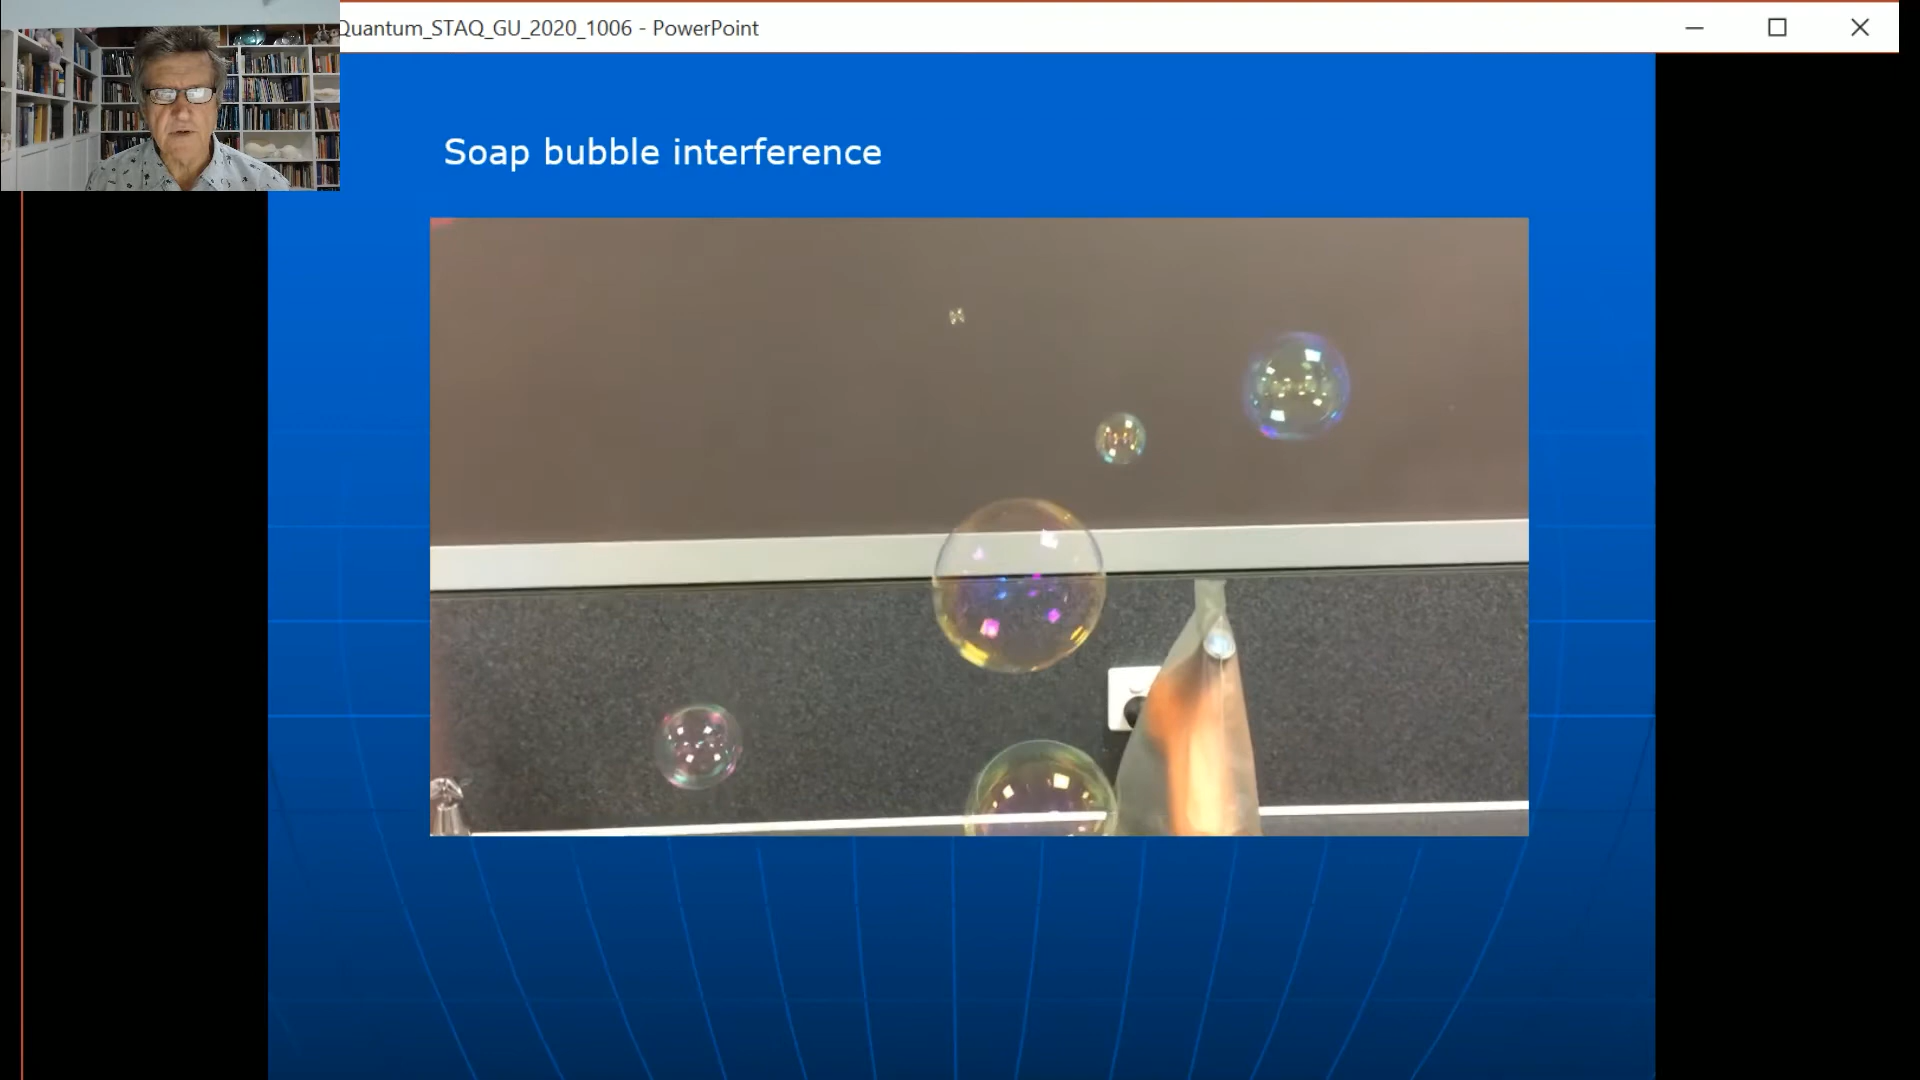 Quantum_STAQ_GU_2020_1006 - PowerPoint
Soap bubble interference